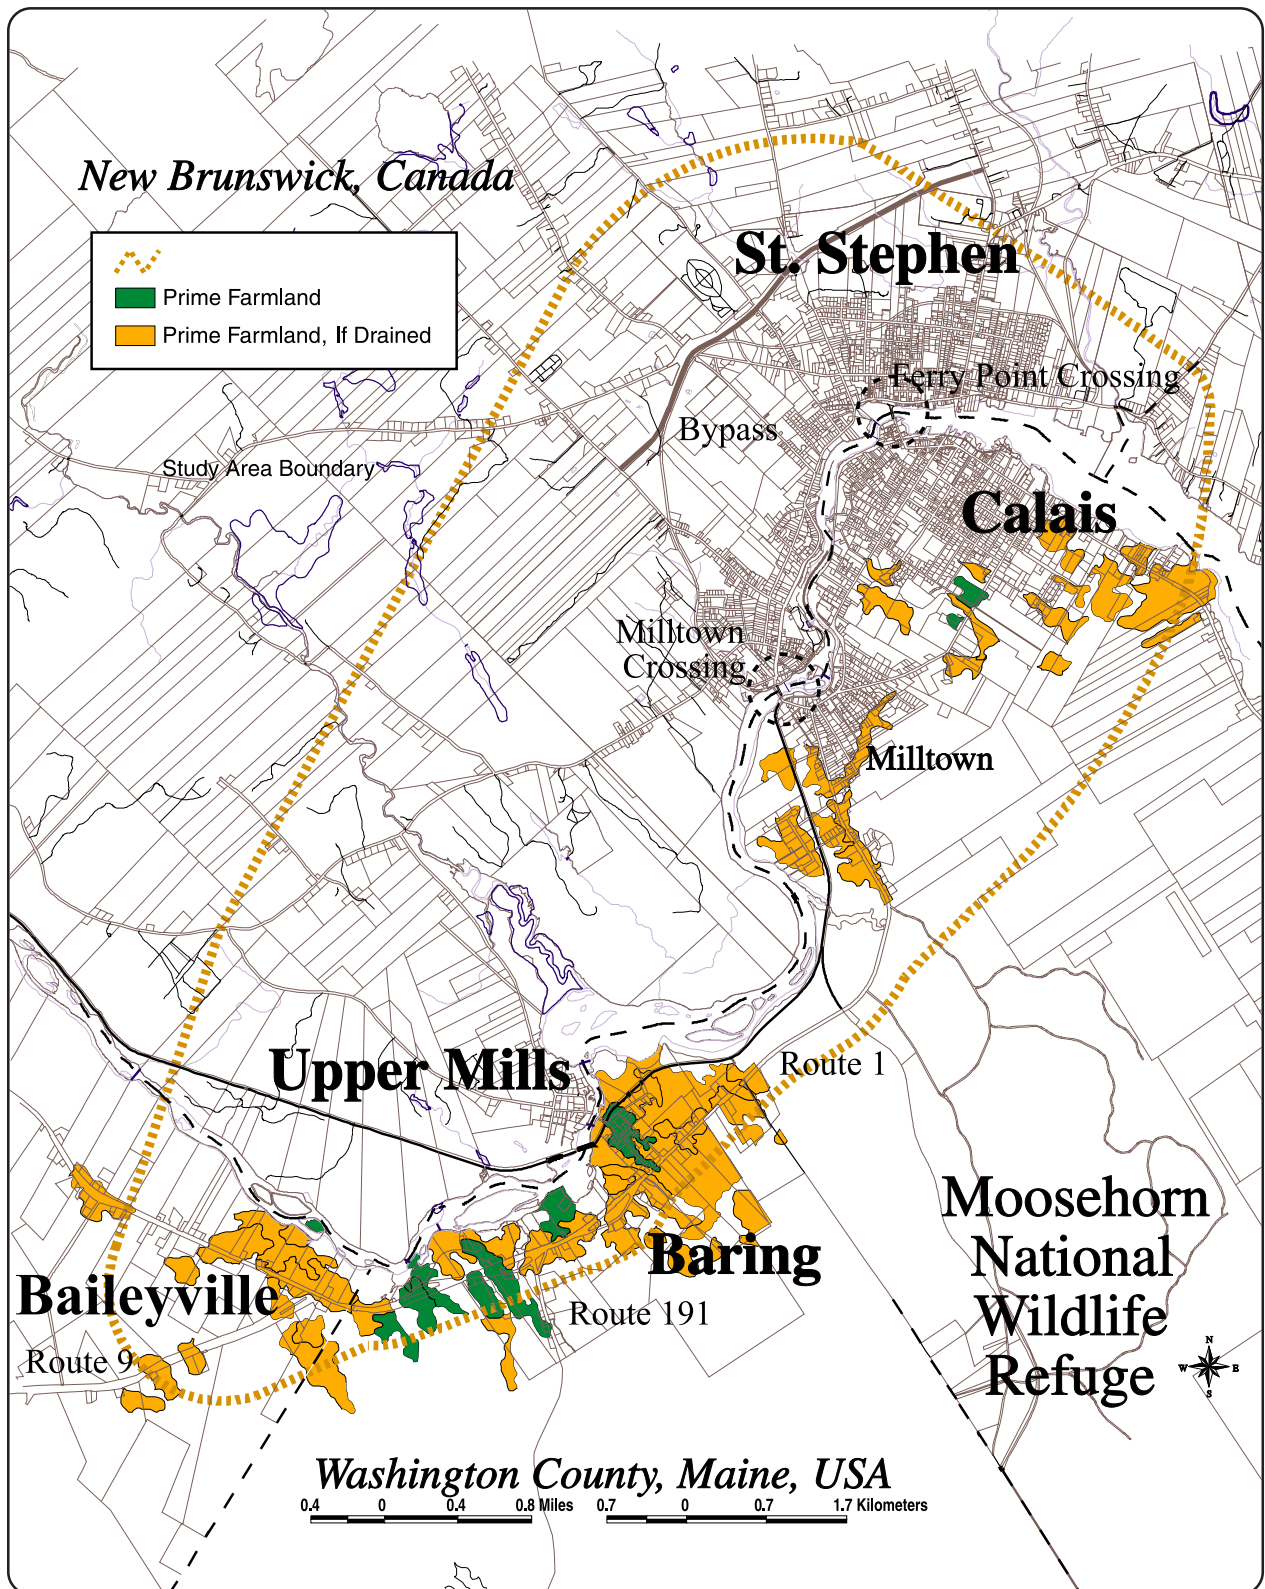 New Brunswick, Canada
Prime Farmland
Prime Farmland, If Drained
St. Stephen
Ferry Point Crossing
Bypass
Study Area Boundary
Calais
Milltown
Crossing
Milltown
Upper Mills
Route 1
Moosehorn
National
Wildlife
Refuge
Baring
Baileyville
Route 191
Route 9
N
W
E
S
Washington County, Maine, USA
0.4 0 0.4 0.8 Miles 0.7 0 0.7 1.7 Kilometers